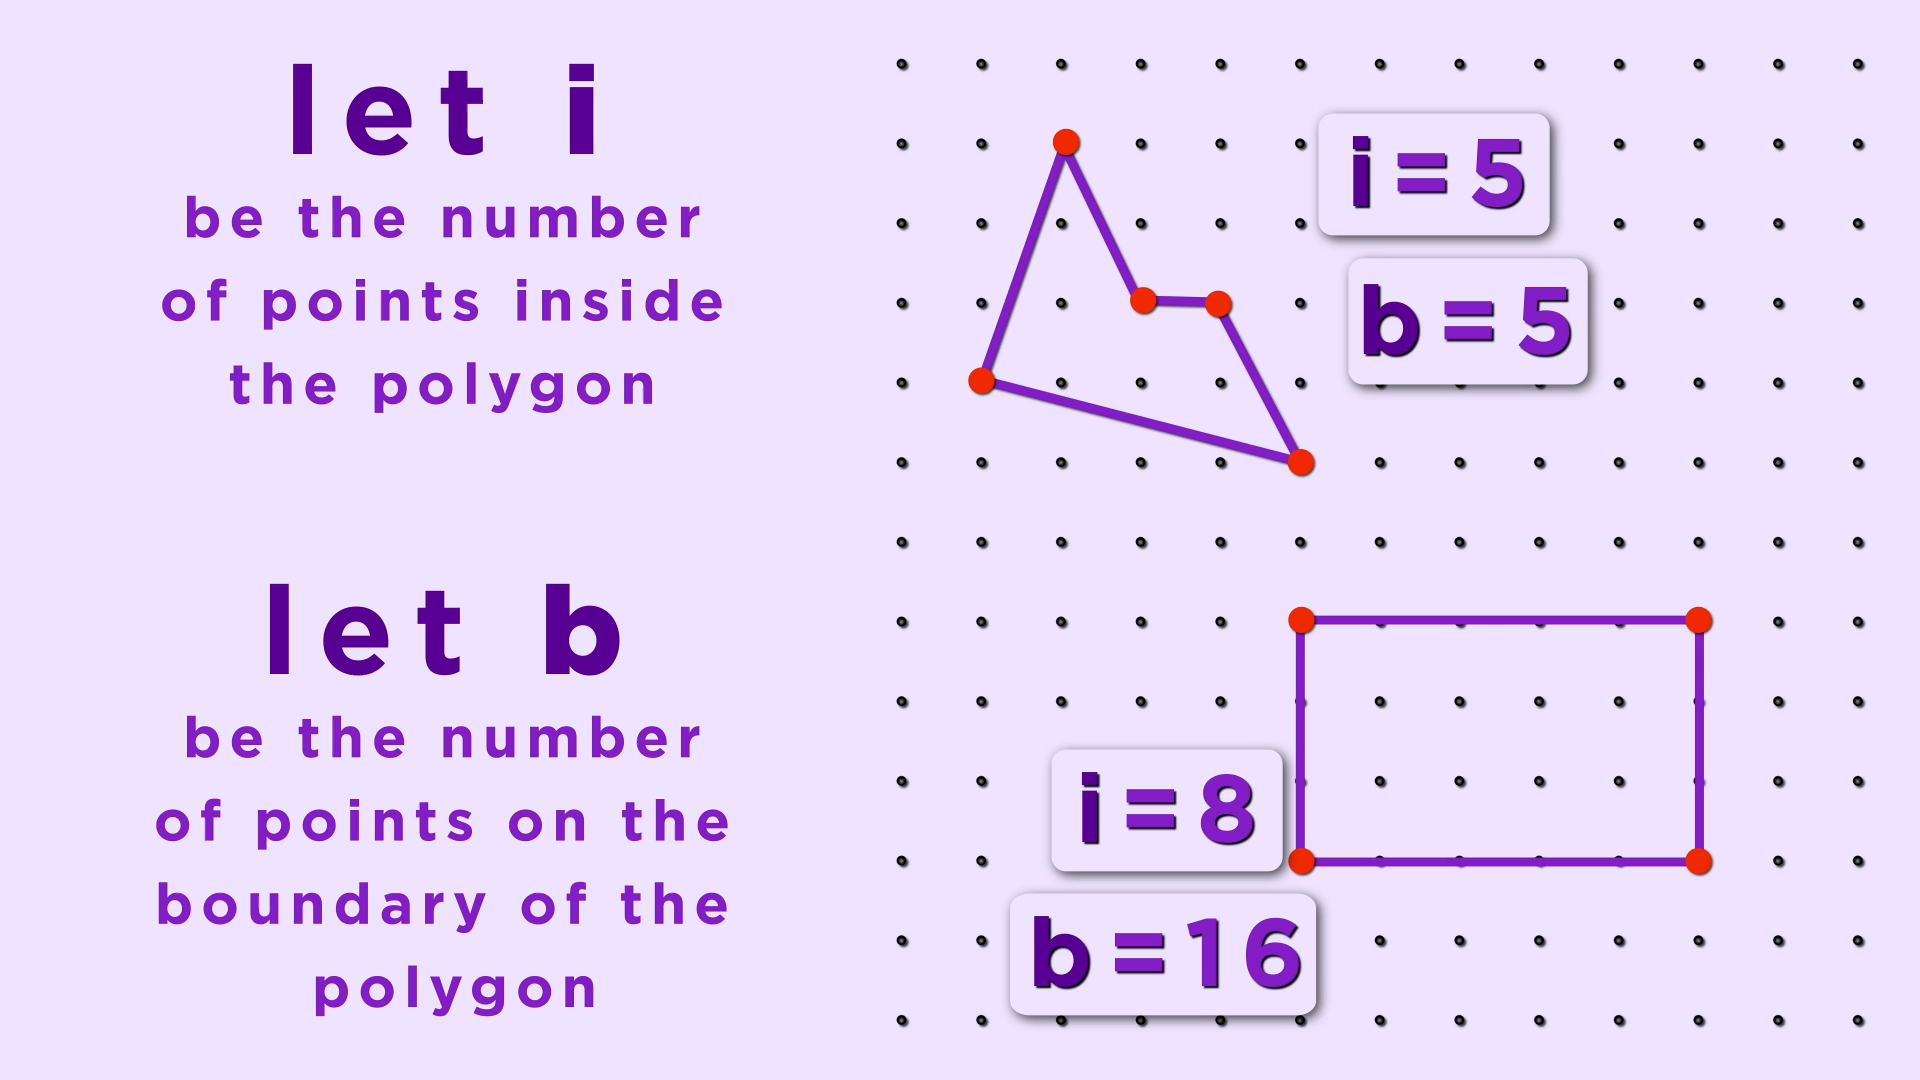 let i
be the number
of points inside
the polygon
i = 5
b = 5
let b
be the number
of points on the
boundary of the
polygon
i = 8
b = 16